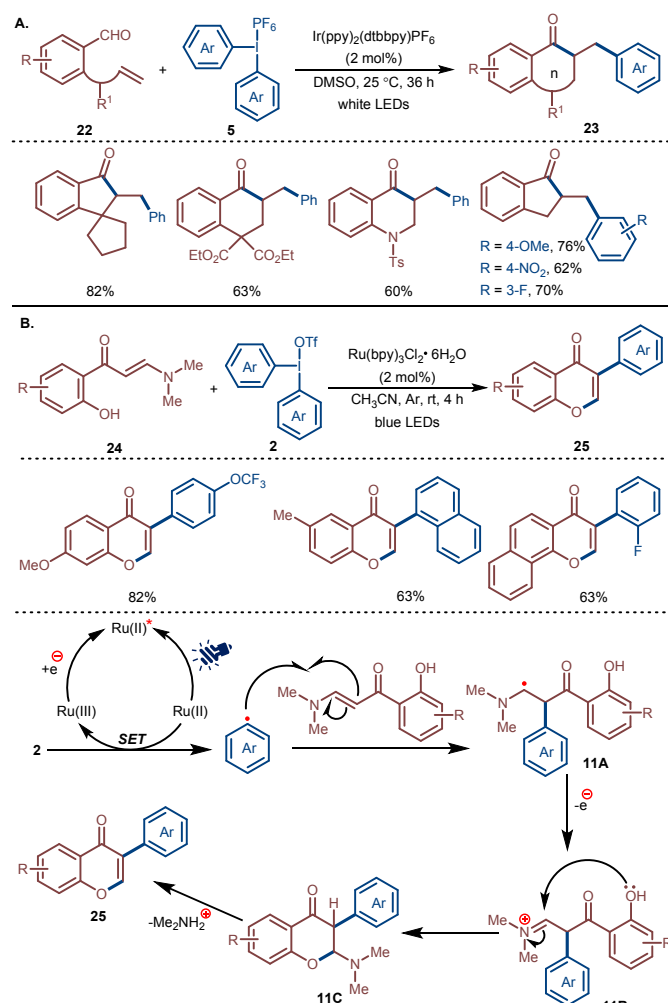 A.
CHO
R
R¹
22
+
PF6
Ar
I
Ar
5
Ir(ppy)2(dtbbpy)PF6
(2 mol%)
DMSO, 25 °C, 36 h
white LEDs
O
n
R
R¹
Ar
23
O
Ph
82%
O
Ph
EtO2C CO2Et
63%
O
Ph
N
Ts
60%
O
R
R = 4-OMe, 76%
R = 4-NO2, 62%
R = 3-F, 70%
B.
O
Me
N
Me
R
OH
24
+
OTf
Ar
I
Ar
2
Ru(bpy)3Cl2• 6H2O
(2 mol%)
CH3CN, Ar, rt, 4 h
blue LEDs
O
Ar
R
O
25
OCF3
O
MeO
O
82%
Me
O
O
63%
O
O
F
63%
Ru(II)*
+e⊖
Ru(III)
Ru(II)
2
SET
Ar
Me
N
Me
O
OH
R
Me
N
Me
O
OH
R
Ar
11A
-e⊖
O
Ar
R
O
25
-Me2NH2⊕
O
H
Ar
R
O
N
Me
Me
11C
Me
N⊕
Me
O
OH
R
Ar